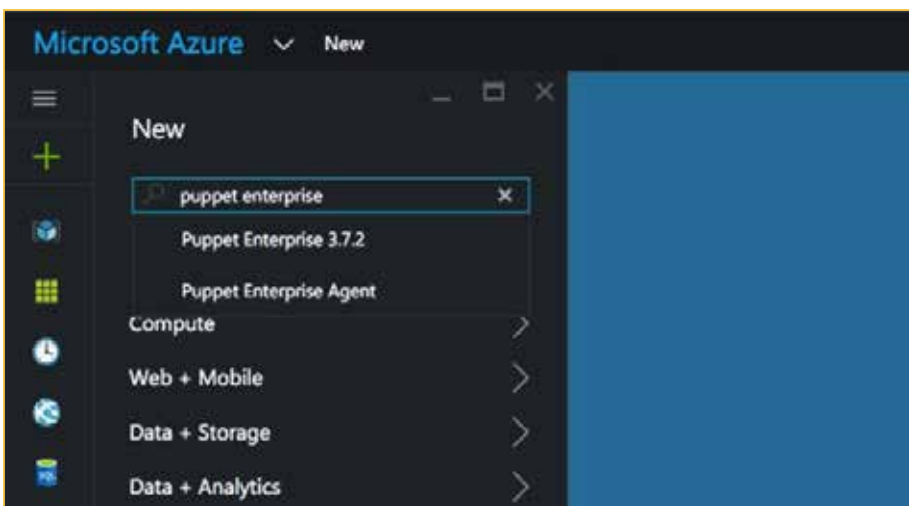 Microsoft Azure New
New
puppet enterprise
Puppet Enterprise 3.7.2
Puppet Enterprise Agent
Compute
Web + Mobile
Data + Storage
SQL
Data + Analytics